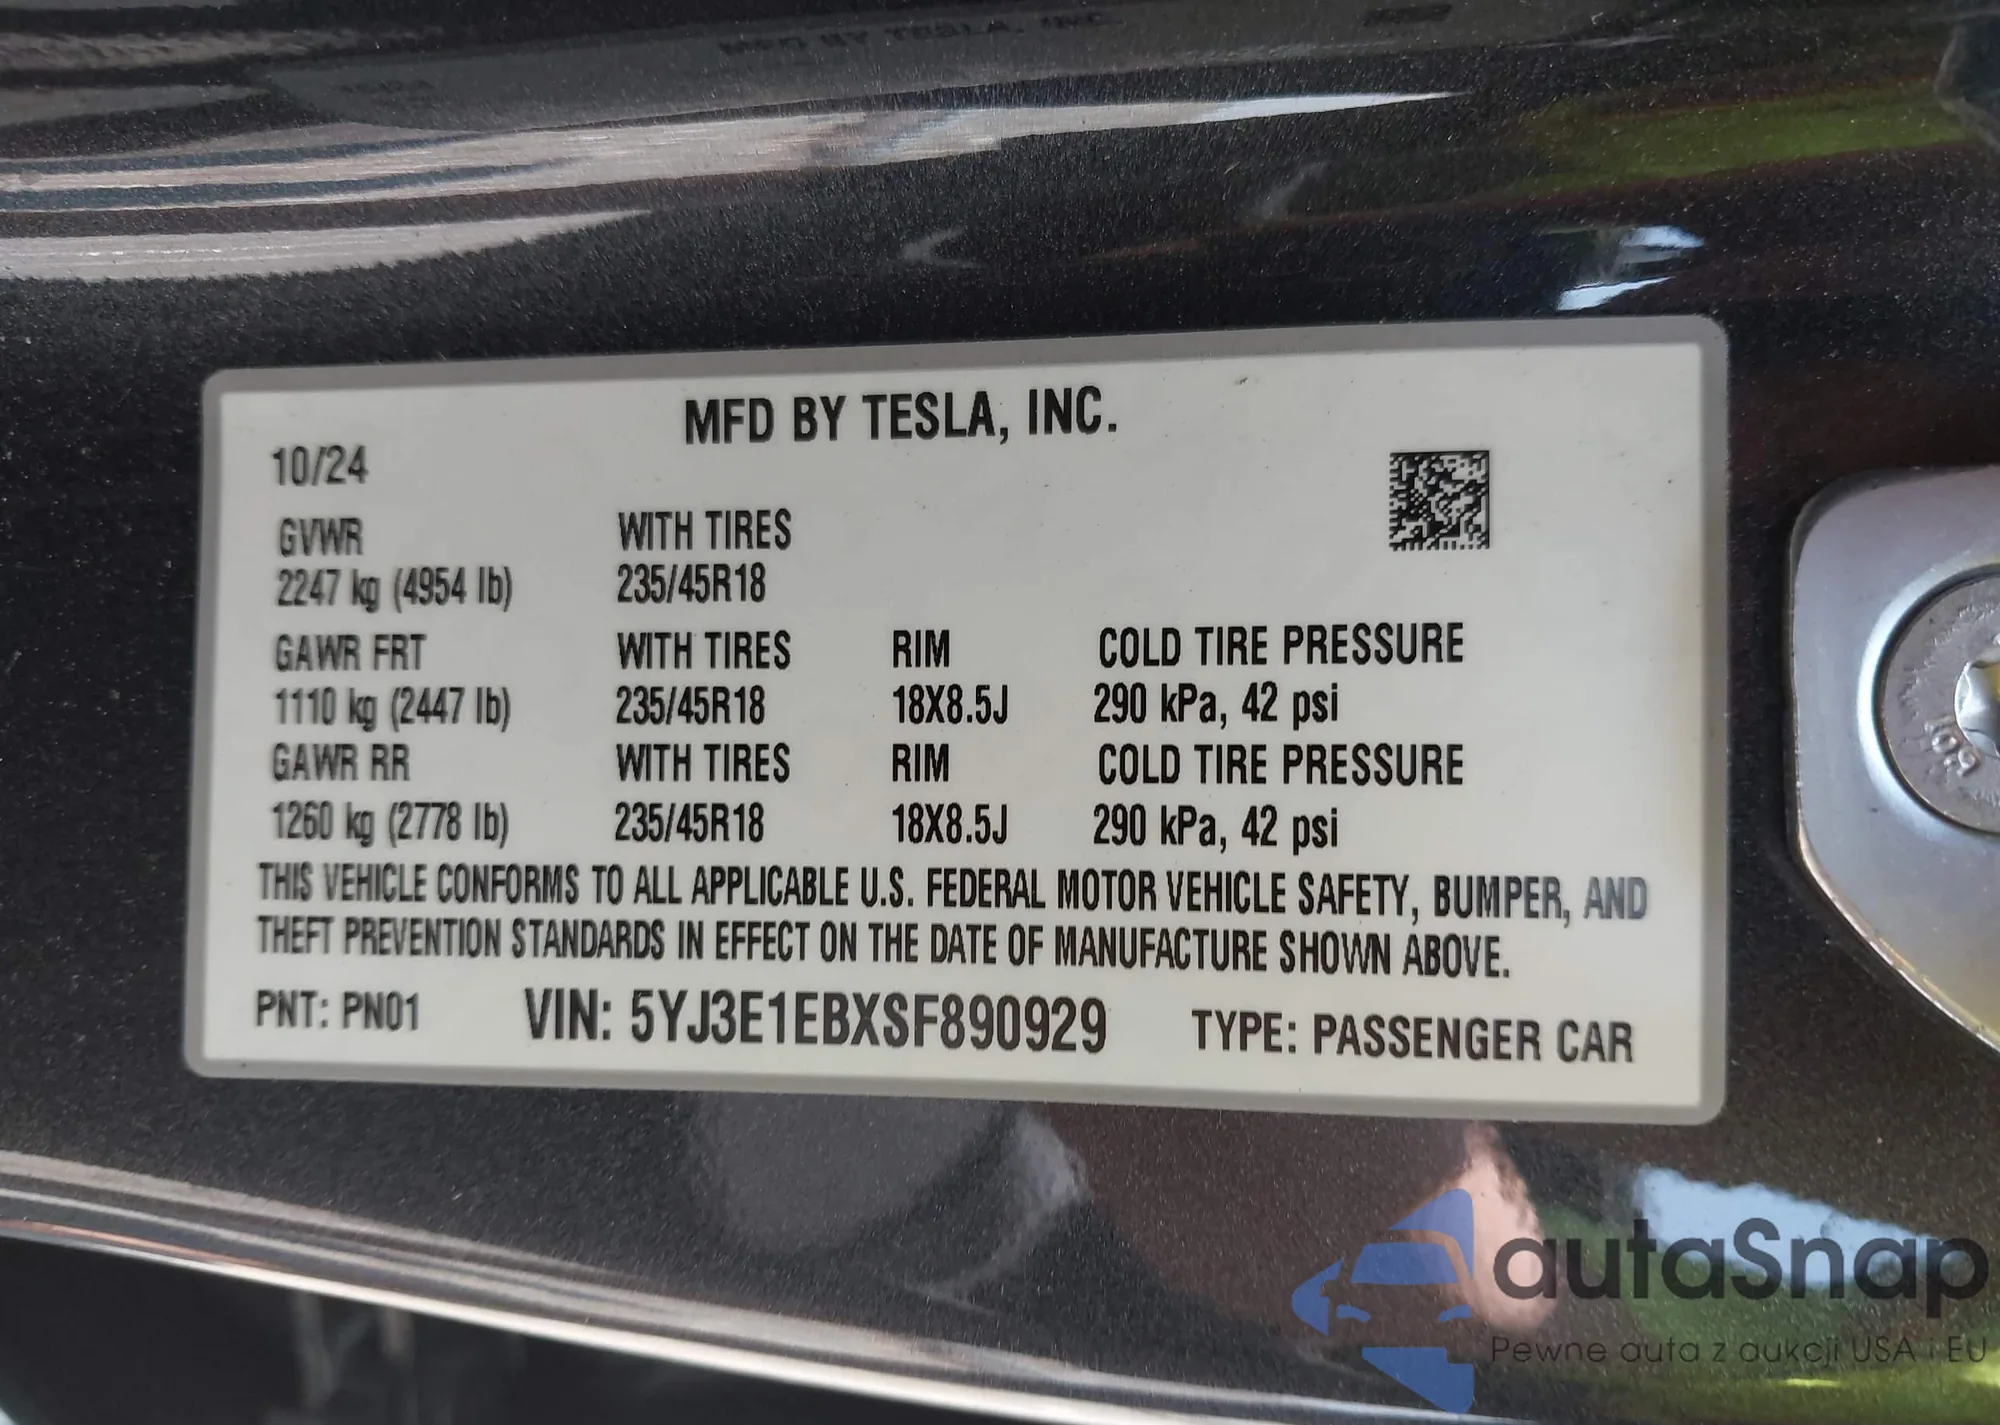 MFD BY TESLA, INC.
10/24
GVWR WITH TIRES
2247 kg (4954 lb) 235/45R18
GAWR FRT WITH TIRES RIM COLD TIRE PRESSURE
1110 kg (2447 lb) 235/45R18 18X8.5J 290 kPa, 42 psi
GAWR RR WITH TIRES RIM COLD TIRE PRESSURE
1260 kg (2778 lb) 235/45R18 18X8.5J 290 kPa, 42 psi
THIS VEHICLE CONFORMS TO ALL APPLICABLE U.S. FEDERAL MOTOR VEHICLE SAFETY, BUMPER, AND
THEFT PREVENTION STANDARDS IN EFFECT ON THE DATE OF MANUFACTURE SHOWN ABOVE.
PNT: PN01 VIN: 5YJ3E1EBXSF890929 TYPE: PASSENGER CAR
autaSnap
Pewne auta z aukcji USA i EU